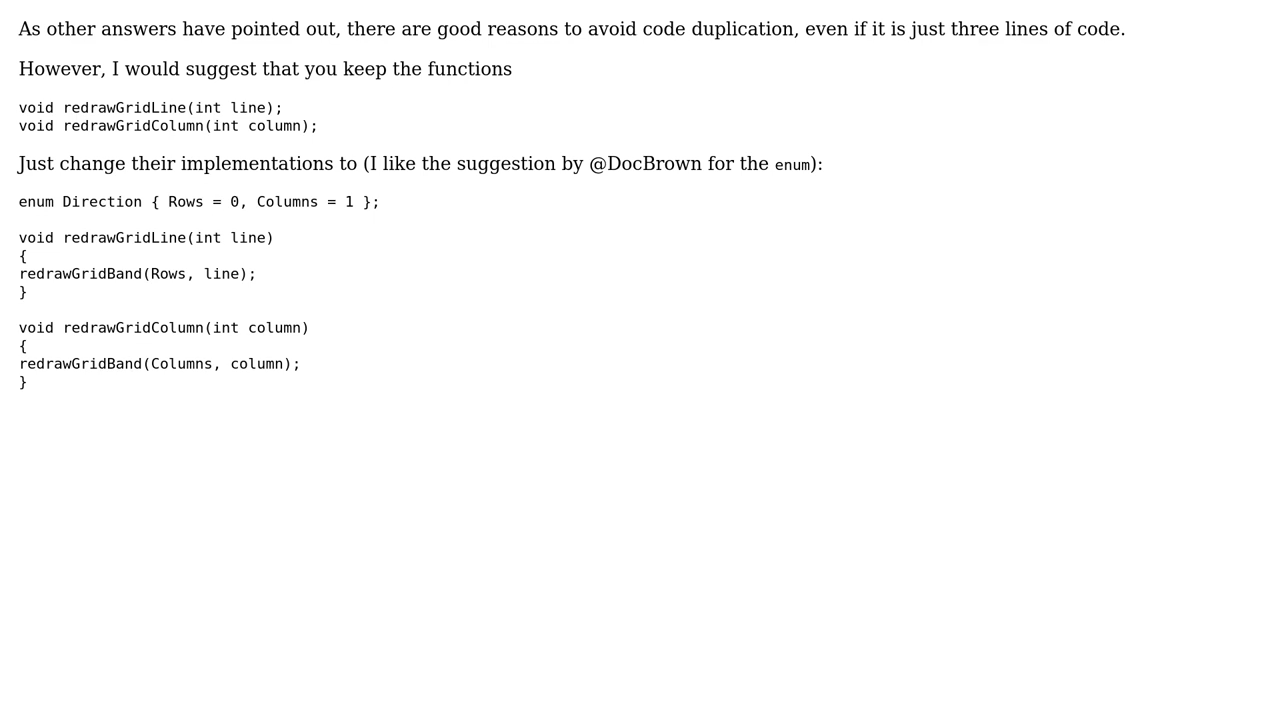 As other answers have pointed out, there are good reasons to avoid code duplication, even if it is just three lines of code.
However, I would suggest that you keep the functions
void redrawGridLine(int line);
void redrawGridColumn(int column);
Just change their implementations to (I like the suggestion by @DocBrown for the enum):
enum Direction { Rows = 0, Columns = 1 };
void redrawGridLine(int line)
{
redrawGridBand(Rows, line);
}
void redrawGridColumn(int column)
{
redrawGridBand(Columns, column);
}